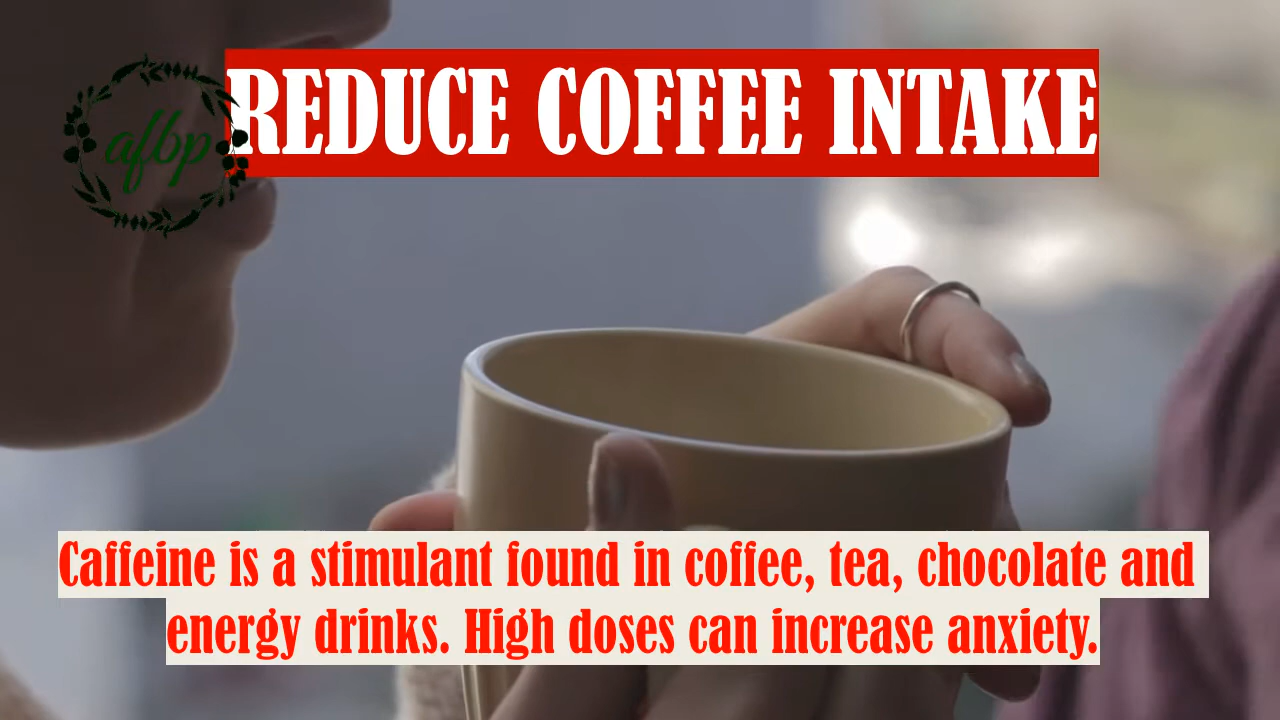 REDUCE COFFEE INTAKE
afbp
Caffeine is a stimulant found in coffee, tea, chocolate and
energy drinks. High doses can increase anxiety.